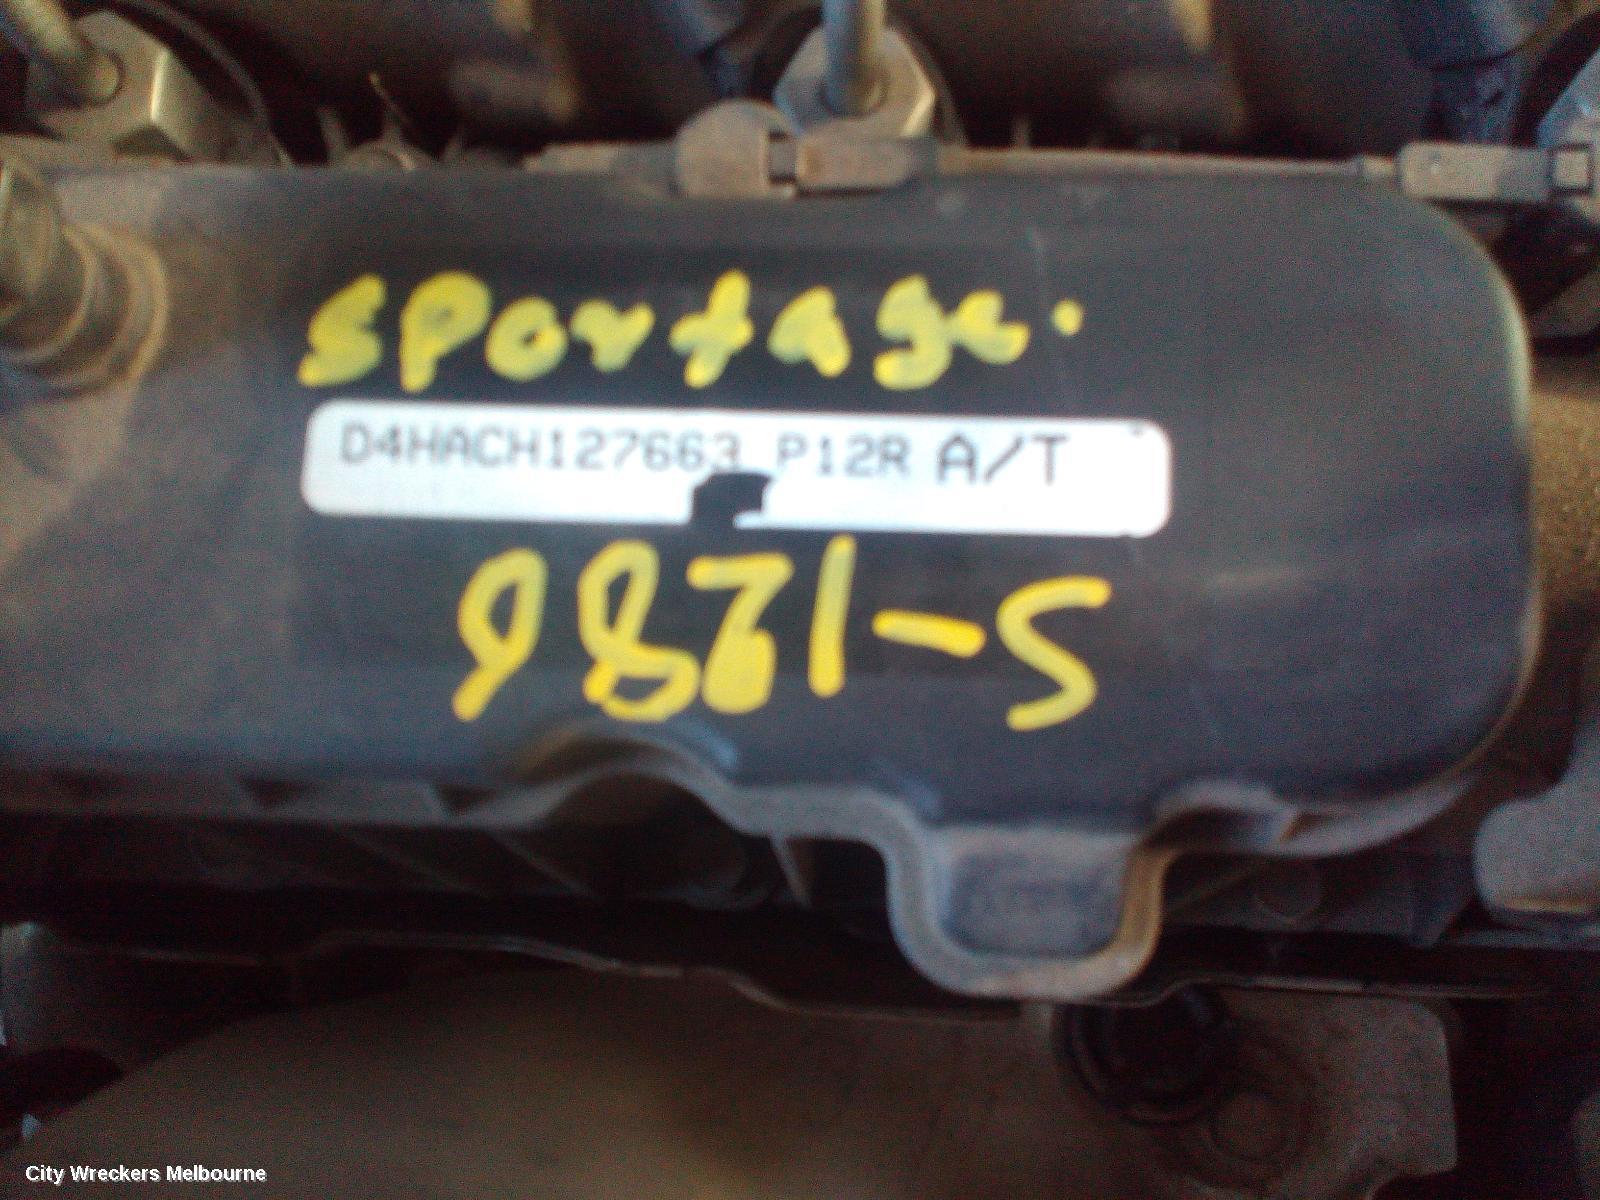 Sportage.
D4HACH127663 P12R A/T
S-1286
City Wreckers Melbourne